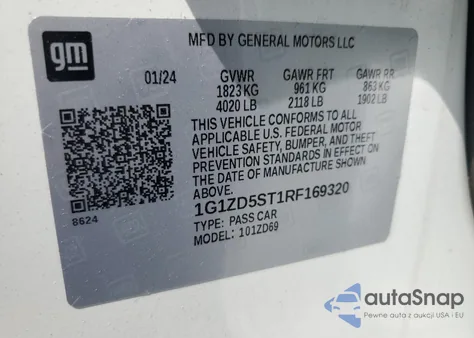 gm
MFD BY GENERAL MOTORS LLC
01/24 GVWR GAWR FRT GAWR RR
1823 KG 961 KG 863 KG
4020 LB 2118 LB 1902 LB
THIS VEHICLE CONFORMS TO ALL
APPLICABLE U.S. FEDERAL MOTOR
VEHICLE SAFETY, BUMPER, AND THEFT
PREVENTION STANDARDS IN EFFECT ON
THE DATE OF MANUFACTURE SHOWN
ABOVE.
8624
1G1ZD5ST1RF169320
TYPE: PASS CAR
MODEL: 101ZD69
autoSnap
Pewne auta z aukcji USA i EU